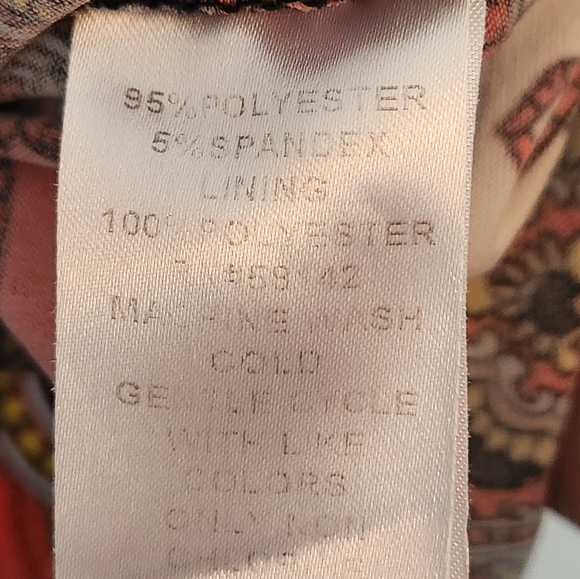 95%POLYESTER
5%SPANDEX
LINING
100%POLYESTER
MACHINE WASH
COLD
GENTLE CYCLE
WITH LIKE
COLORS
ONLY NON